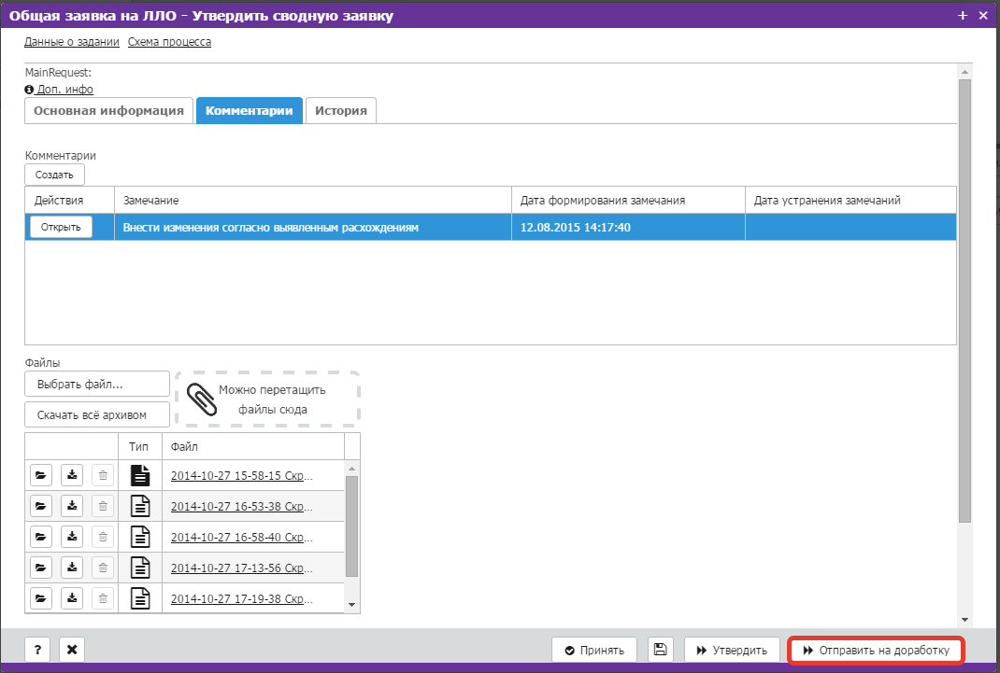 Общая заявка на ЛЛО - Утвердить сводную заявку
Данные о задании Схема процесса
MainRequest:
Доп. инфо
Основная информация Комментарии История
Комментарии
Создать
Действия Замечание Дата формирования замечания Дата устранения замечаний
Открыть Внести изменения согласно выявленным расхождениям 12.08.2015 14:17:40
Файлы
Выбрать файл...
Можно перетащить
файлы сюда
Скачать всё архивом
Тип Файл
2014-10-27 15-58-15 Скр...
2014-10-27 16-53-38 Скр...
2014-10-27 16-58-40 Скр...
2014-10-27 17-13-56 Скр...
2014-10-27 17-19-38 Скр...
? Принять Утвердить Отправить на доработку